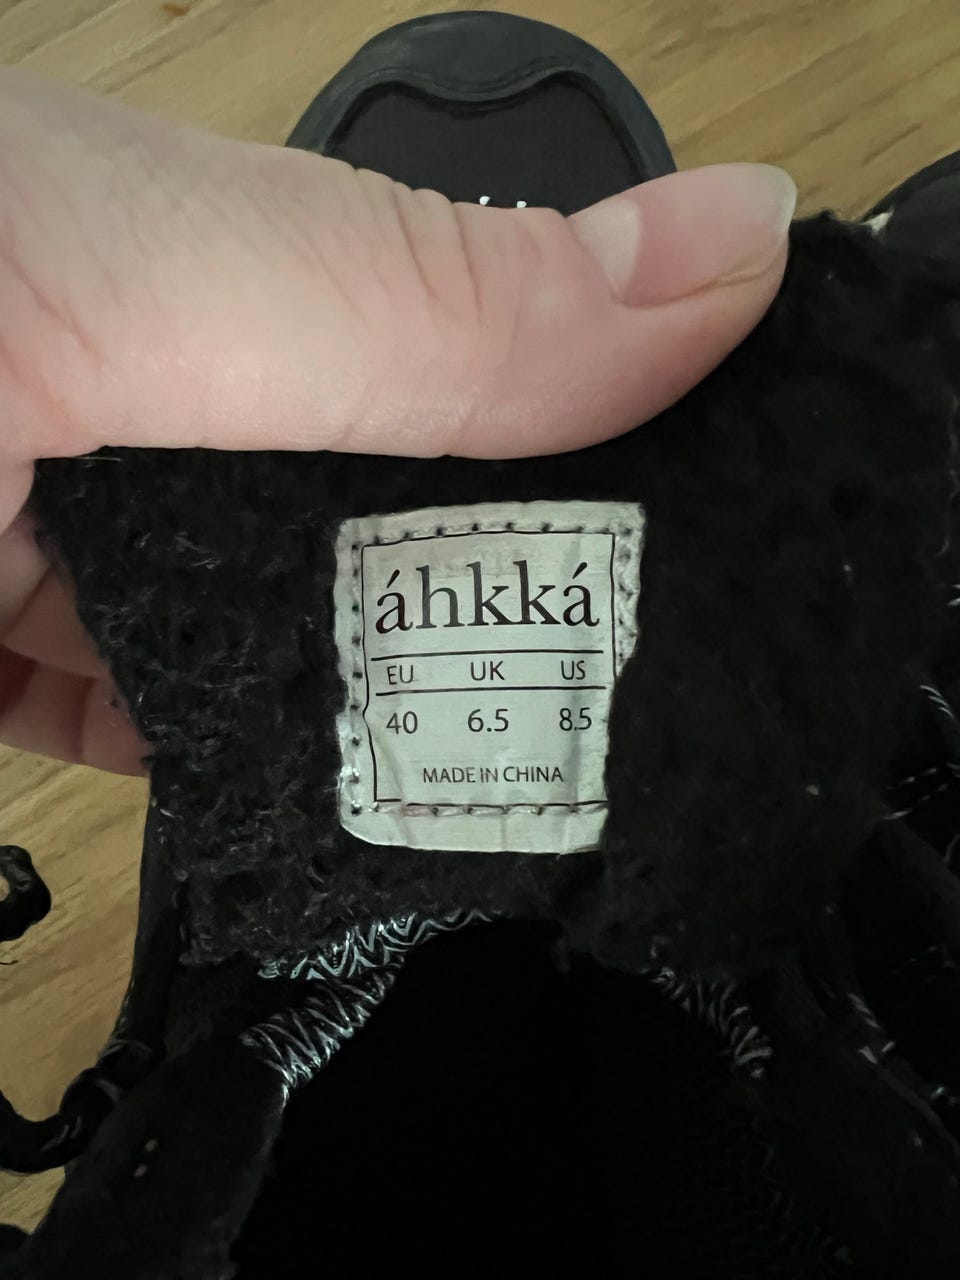 áhkká
EU UK US
40 6.5 8.5
MADE IN CHINA